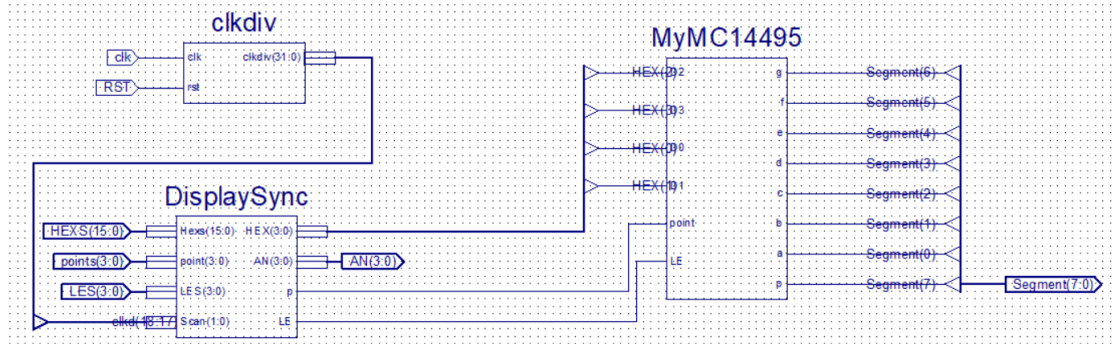 clkdiv
clk
clk
clkdiv(31:0)
RST
rst
DisplaySync
HEXS(15:0)
Hexs(15:0)
HEX(3:0)
points(3:0)
point(3:0)
AN(3:0)
AN(3:0)
LES(3:0)
LES(3:0)
p
Scan(1:0)
LE
MyMC14495
HEX(2)
D2
g
Segment(6)
HEX(3)
D3
f
Segment(5)
HEX(0)
D0
e
Segment(4)
d
Segment(3)
HEX(1)
D1
c
Segment(2)
point
b
Segment(1)
LE
a
Segment(0)
p
Segment(7)
Segment(7:0)